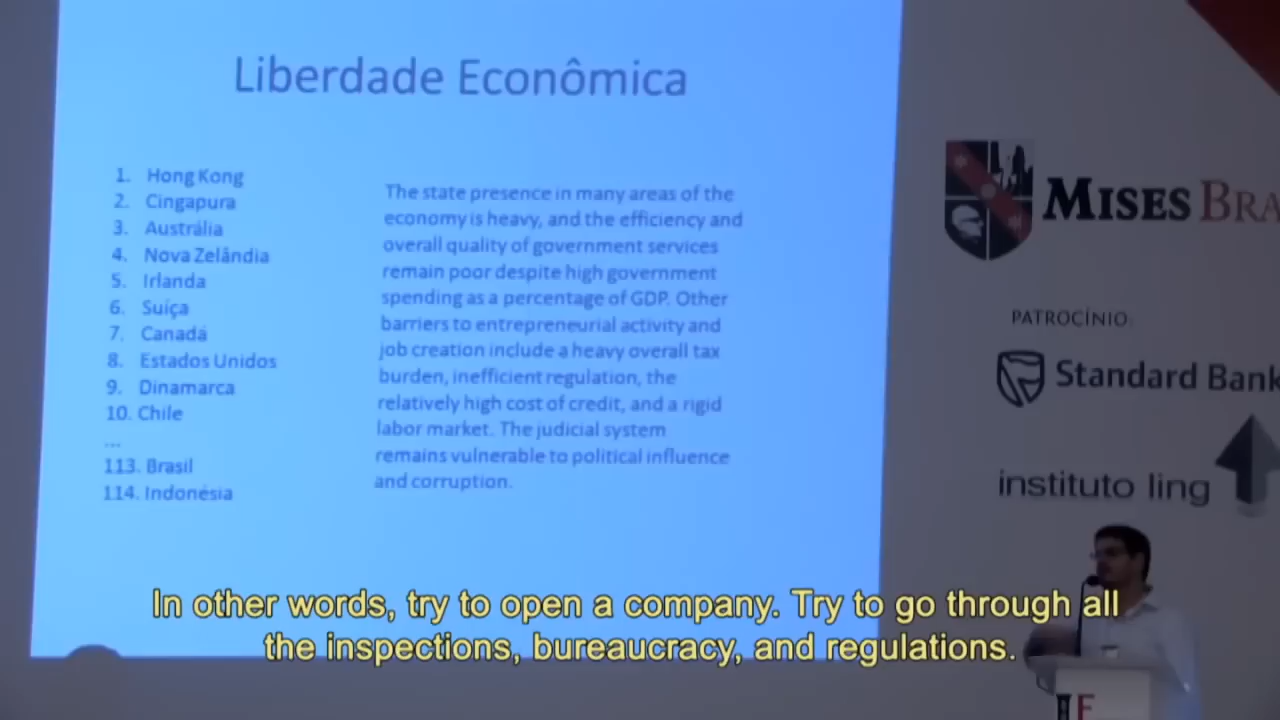 Liberdade Econômica
1. Hong Kong
2. Cingapura
3. Austrália
4. Nova Zelândia
5. Irlanda
6. Suíça
7. Canadá
8. Estados Unidos
9. Dinamarca
10. Chile
...
113. Brasil
114. Indonésia
The state presence in many areas of the
economy is heavy, and the efficiency and
overall quality of government services
remain poor despite high government
spending as a percentage of GDP. Other
barriers to entrepreneurial activity and
job creation include a heavy overall tax
burden, inefficient regulation, the
relatively high cost of credit, and a rigid
labor market. The judicial system
remains vulnerable to political influence
and corruption.
MISES BRA
PATROCÍNIO:
Standard Bank
instituto ling
In other words, try to open a company. Try to go through all
the inspections, bureaucracy, and regulations.